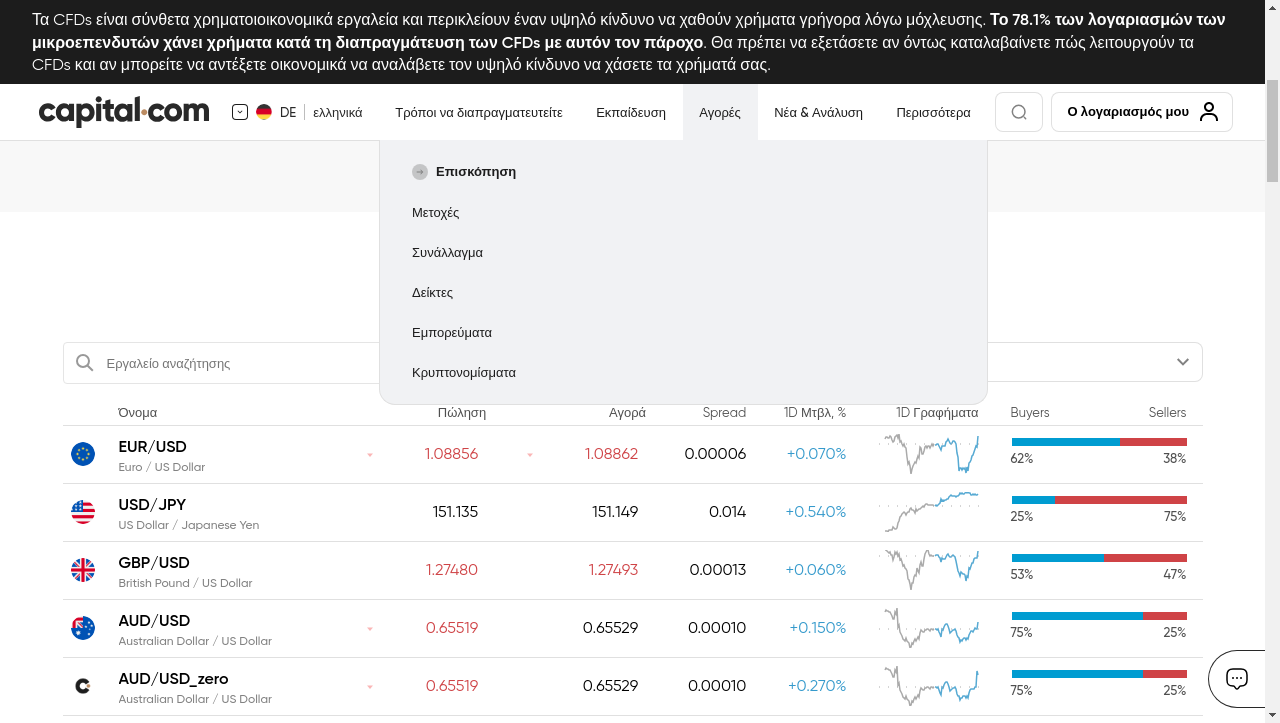 Τα CFDs είναι σύνθετα χρηματοοικονομικά εργαλεία και περικλείουν έναν υψηλό κίνδυνο να χαθούν χρήματα γρήγορα λόγω μόχλευσης. Το 78.1% των λογαριασμών των
μικροεπενδυτών χάνει χρήματα κατά τη διαπραγμάτευση των CFDs με αυτόν τον πάροχο. Θα πρέπει να εξετάσετε αν όντως καταλαβαίνετε πώς λειτουργούν τα
CFDs και αν μπορείτε να αντέξετε οικονομικά να αναλάβετε τον υψηλό κίνδυνο να χάσετε τα χρήματά σας.
capital.com DE ελληνικά Τρόποι να διαπραγματευτείτε Εκπαίδευση Αγορές Νέα & Ανάλυση Περισσότερα Ο λογαριασμός μου
Επισκόπηση
Μετοχές
Συνάλλαγμα
Δείκτες
Εμπορεύματα
Κρυπτονομίσματα
Εργαλείο αναζήτησης
Όνομα Πώληση Αγορά Spread 1D Μτβλ, % 1D Γραφήματα Buyers Sellers
EUR/USD 1.08856 1.08862 0.00006 +0.070%
Euro / US Dollar 62% 38%
USD/JPY 151.135 151.149 0.014 +0.540%
US Dollar / Japanese Yen 25% 75%
GBP/USD 1.27480 1.27493 0.00013 +0.060%
British Pound / US Dollar 53% 47%
AUD/USD 0.65519 0.65529 0.00010 +0.150%
Australian Dollar / US Dollar 75% 25%
AUD/USD_zero 0.65519 0.65529 0.00010 +0.270%
Australian Dollar / US Dollar 75% 25%